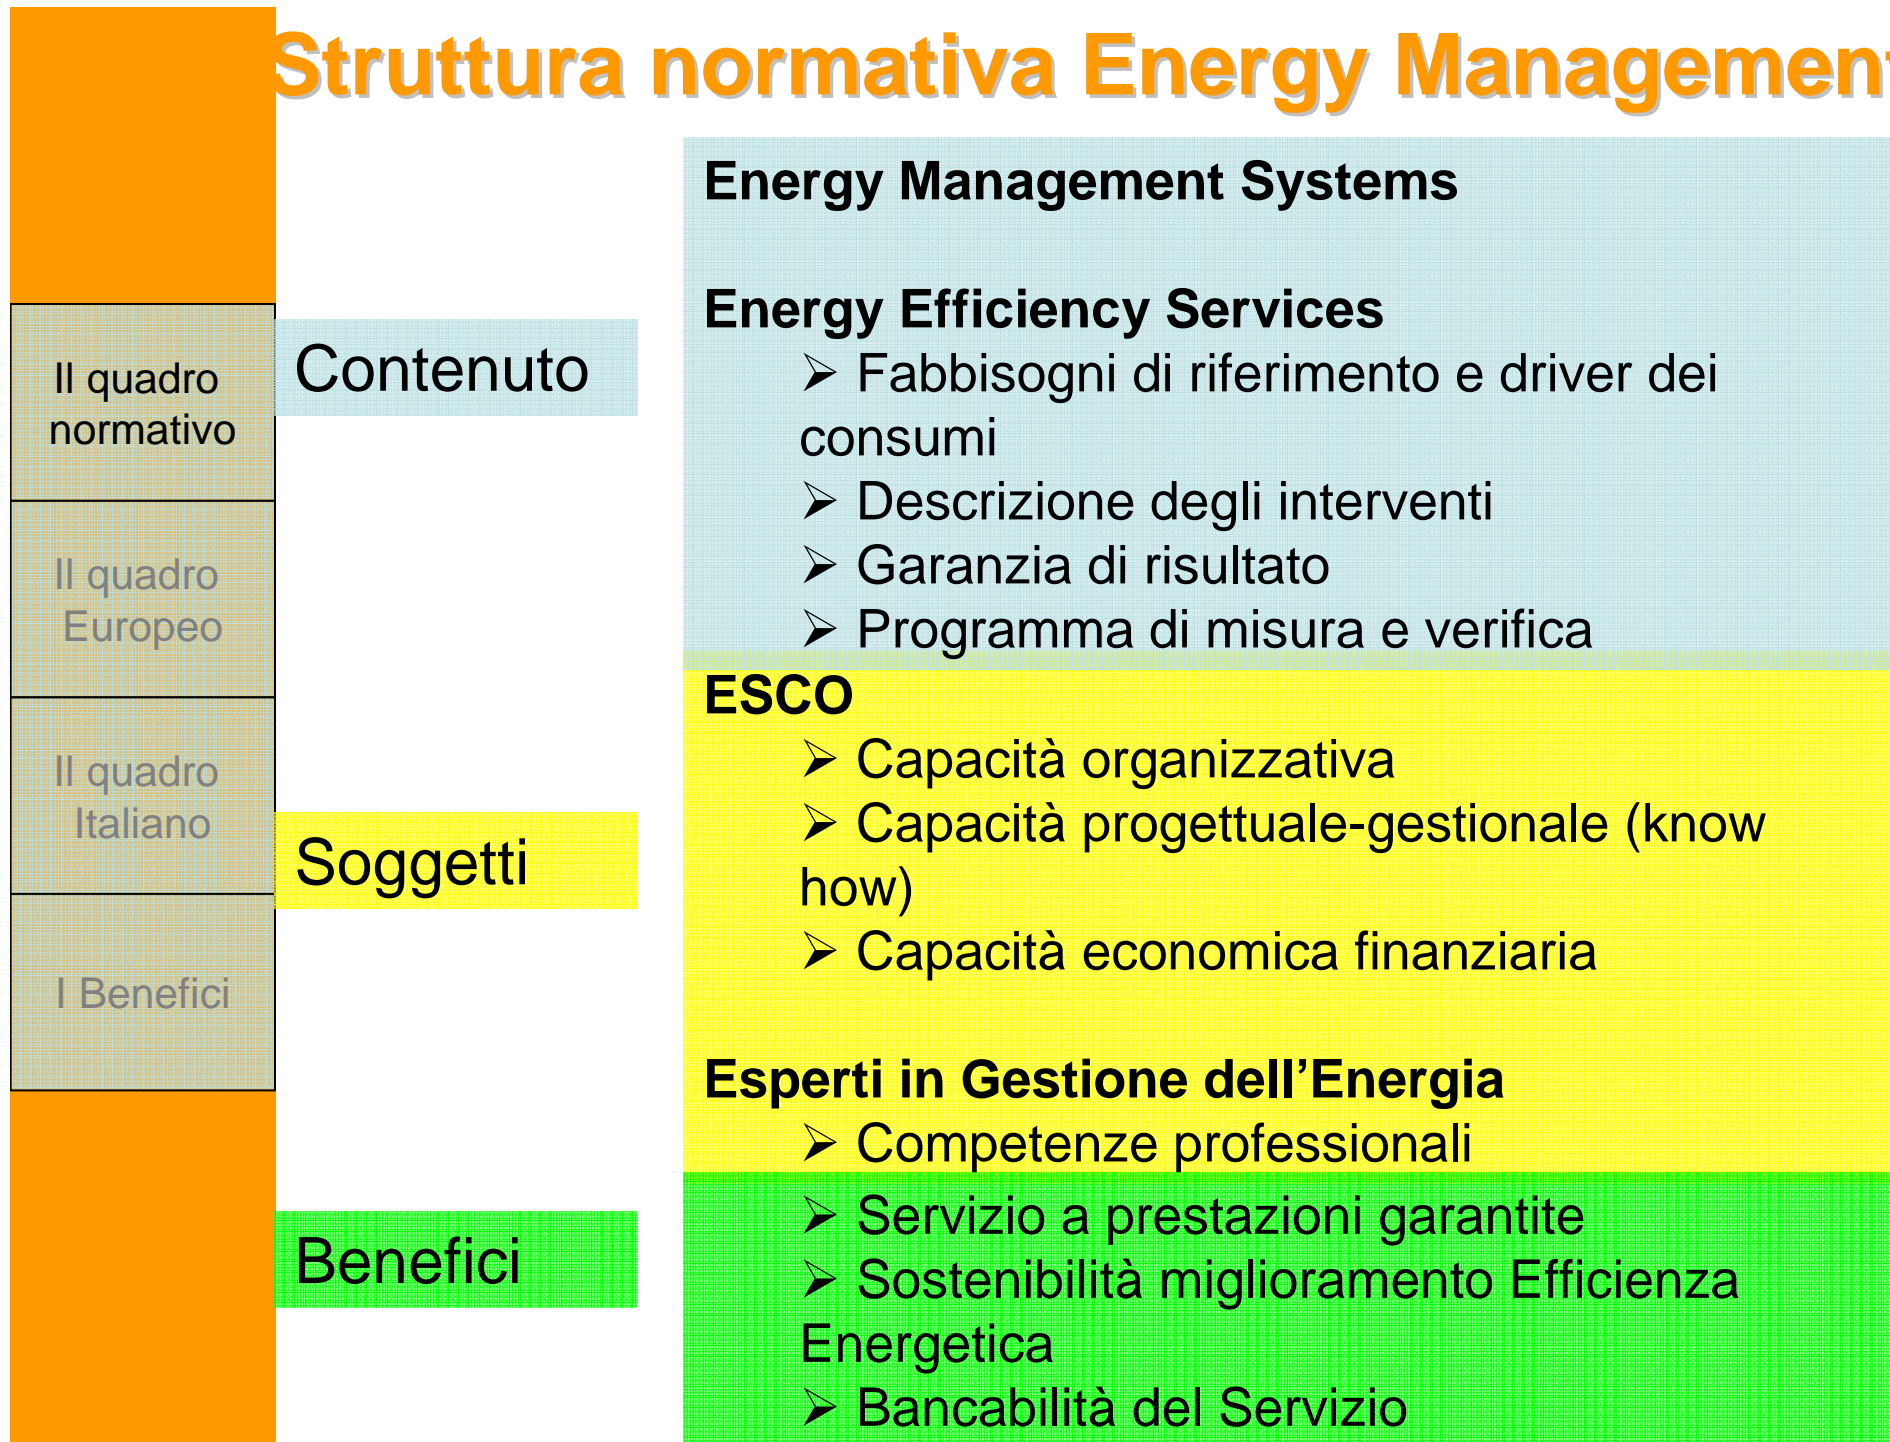 Struttura normativa Energy Management
Il quadro
normativo
Il quadro
Europeo
Il quadro
Italiano
I Benefici
Contenuto
Energy Management Systems
Energy Efficiency Services
➢ Fabbisogni di riferimento e driver dei
consumi
➢ Descrizione degli interventi
➢ Garanzia di risultato
➢ Programma di misura e verifica
Soggetti
ESCO
➢ Capacità organizzativa
➢ Capacità progettuale-gestionale (know
how)
➢ Capacità economica finanziaria
Esperti in Gestione dell’Energia
➢ Competenze professionali
Benefici
➢ Servizio a prestazioni garantite
➢ Sostenibilità miglioramento Efficienza
Energetica
➢ Bancabilità del Servizio